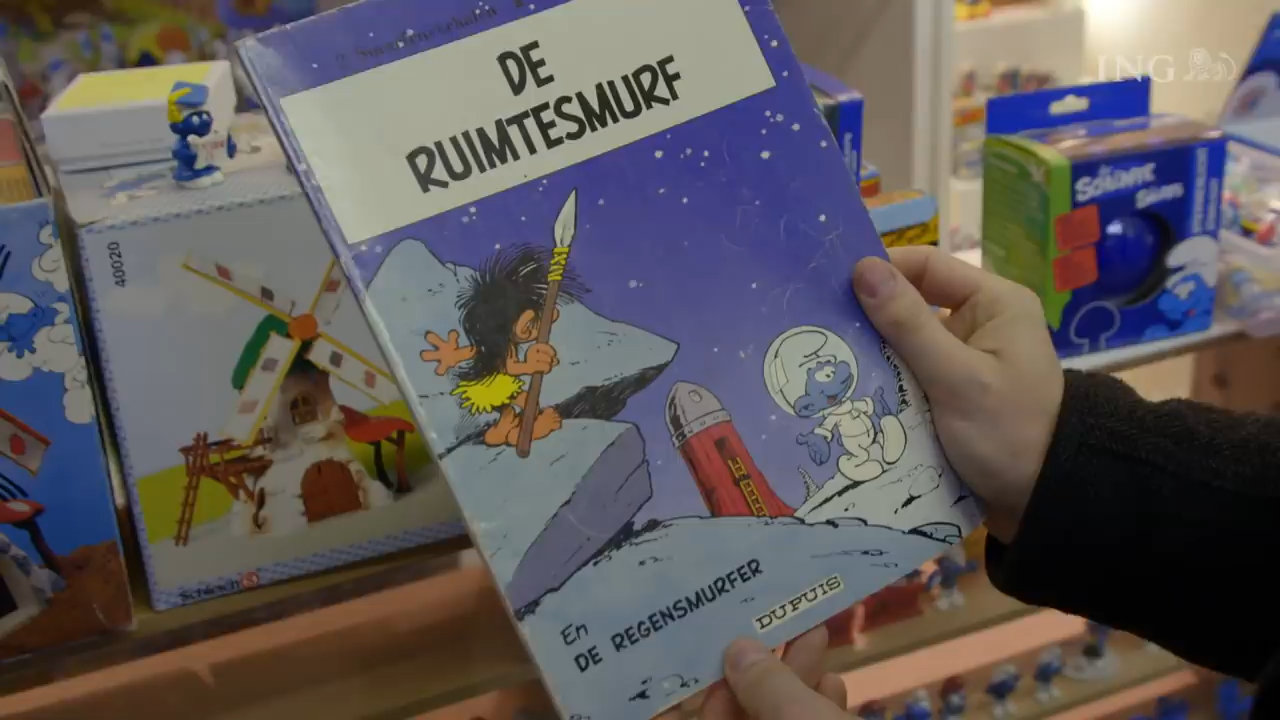 DE
RUIMTESMURF
En
DE REGENSMURFER
DUPUIS
40020
Schleich S
ING